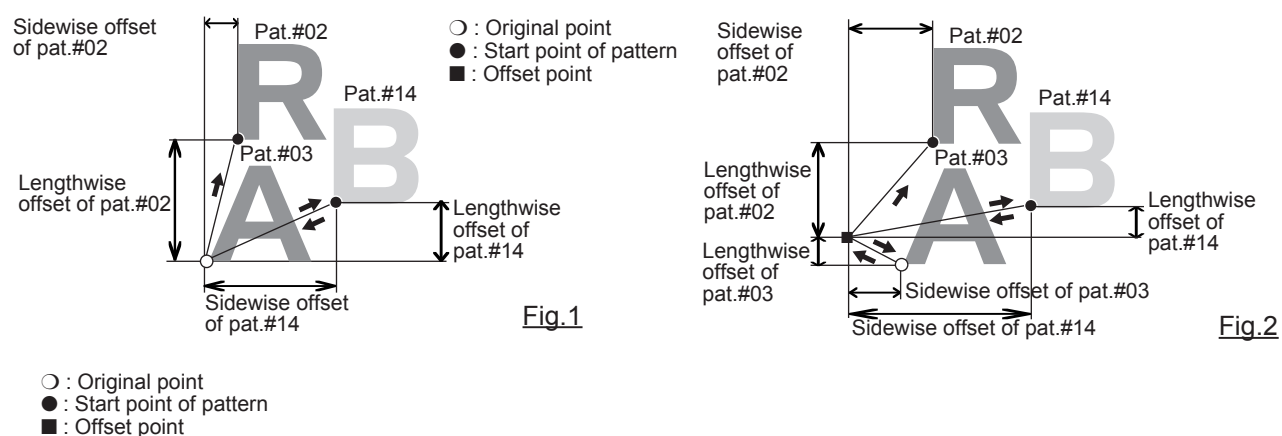 Sidewise offset
of pat.#02
Pat.#02
R
Pat.#14
B
Pat.#03
A
Lengthwise
offset of pat.#02
Lengthwise
offset of
pat.#14
Sidewise offset
of pat.#14
Fig.1
❍ : Original point
● : Start point of pattern
■ : Offset point
Sidewise
offset of
pat.#02
Pat.#02
R
Pat.#14
B
Pat.#03
A
Lengthwise
offset of
pat.#02
Lengthwise
offset of
pat.#03
Lengthwise
offset of
pat.#14
Sidewise offset of pat.#03
Sidewise offset of pat.#14
Fig.2
❍ : Original point
● : Start point of pattern
■ : Offset point